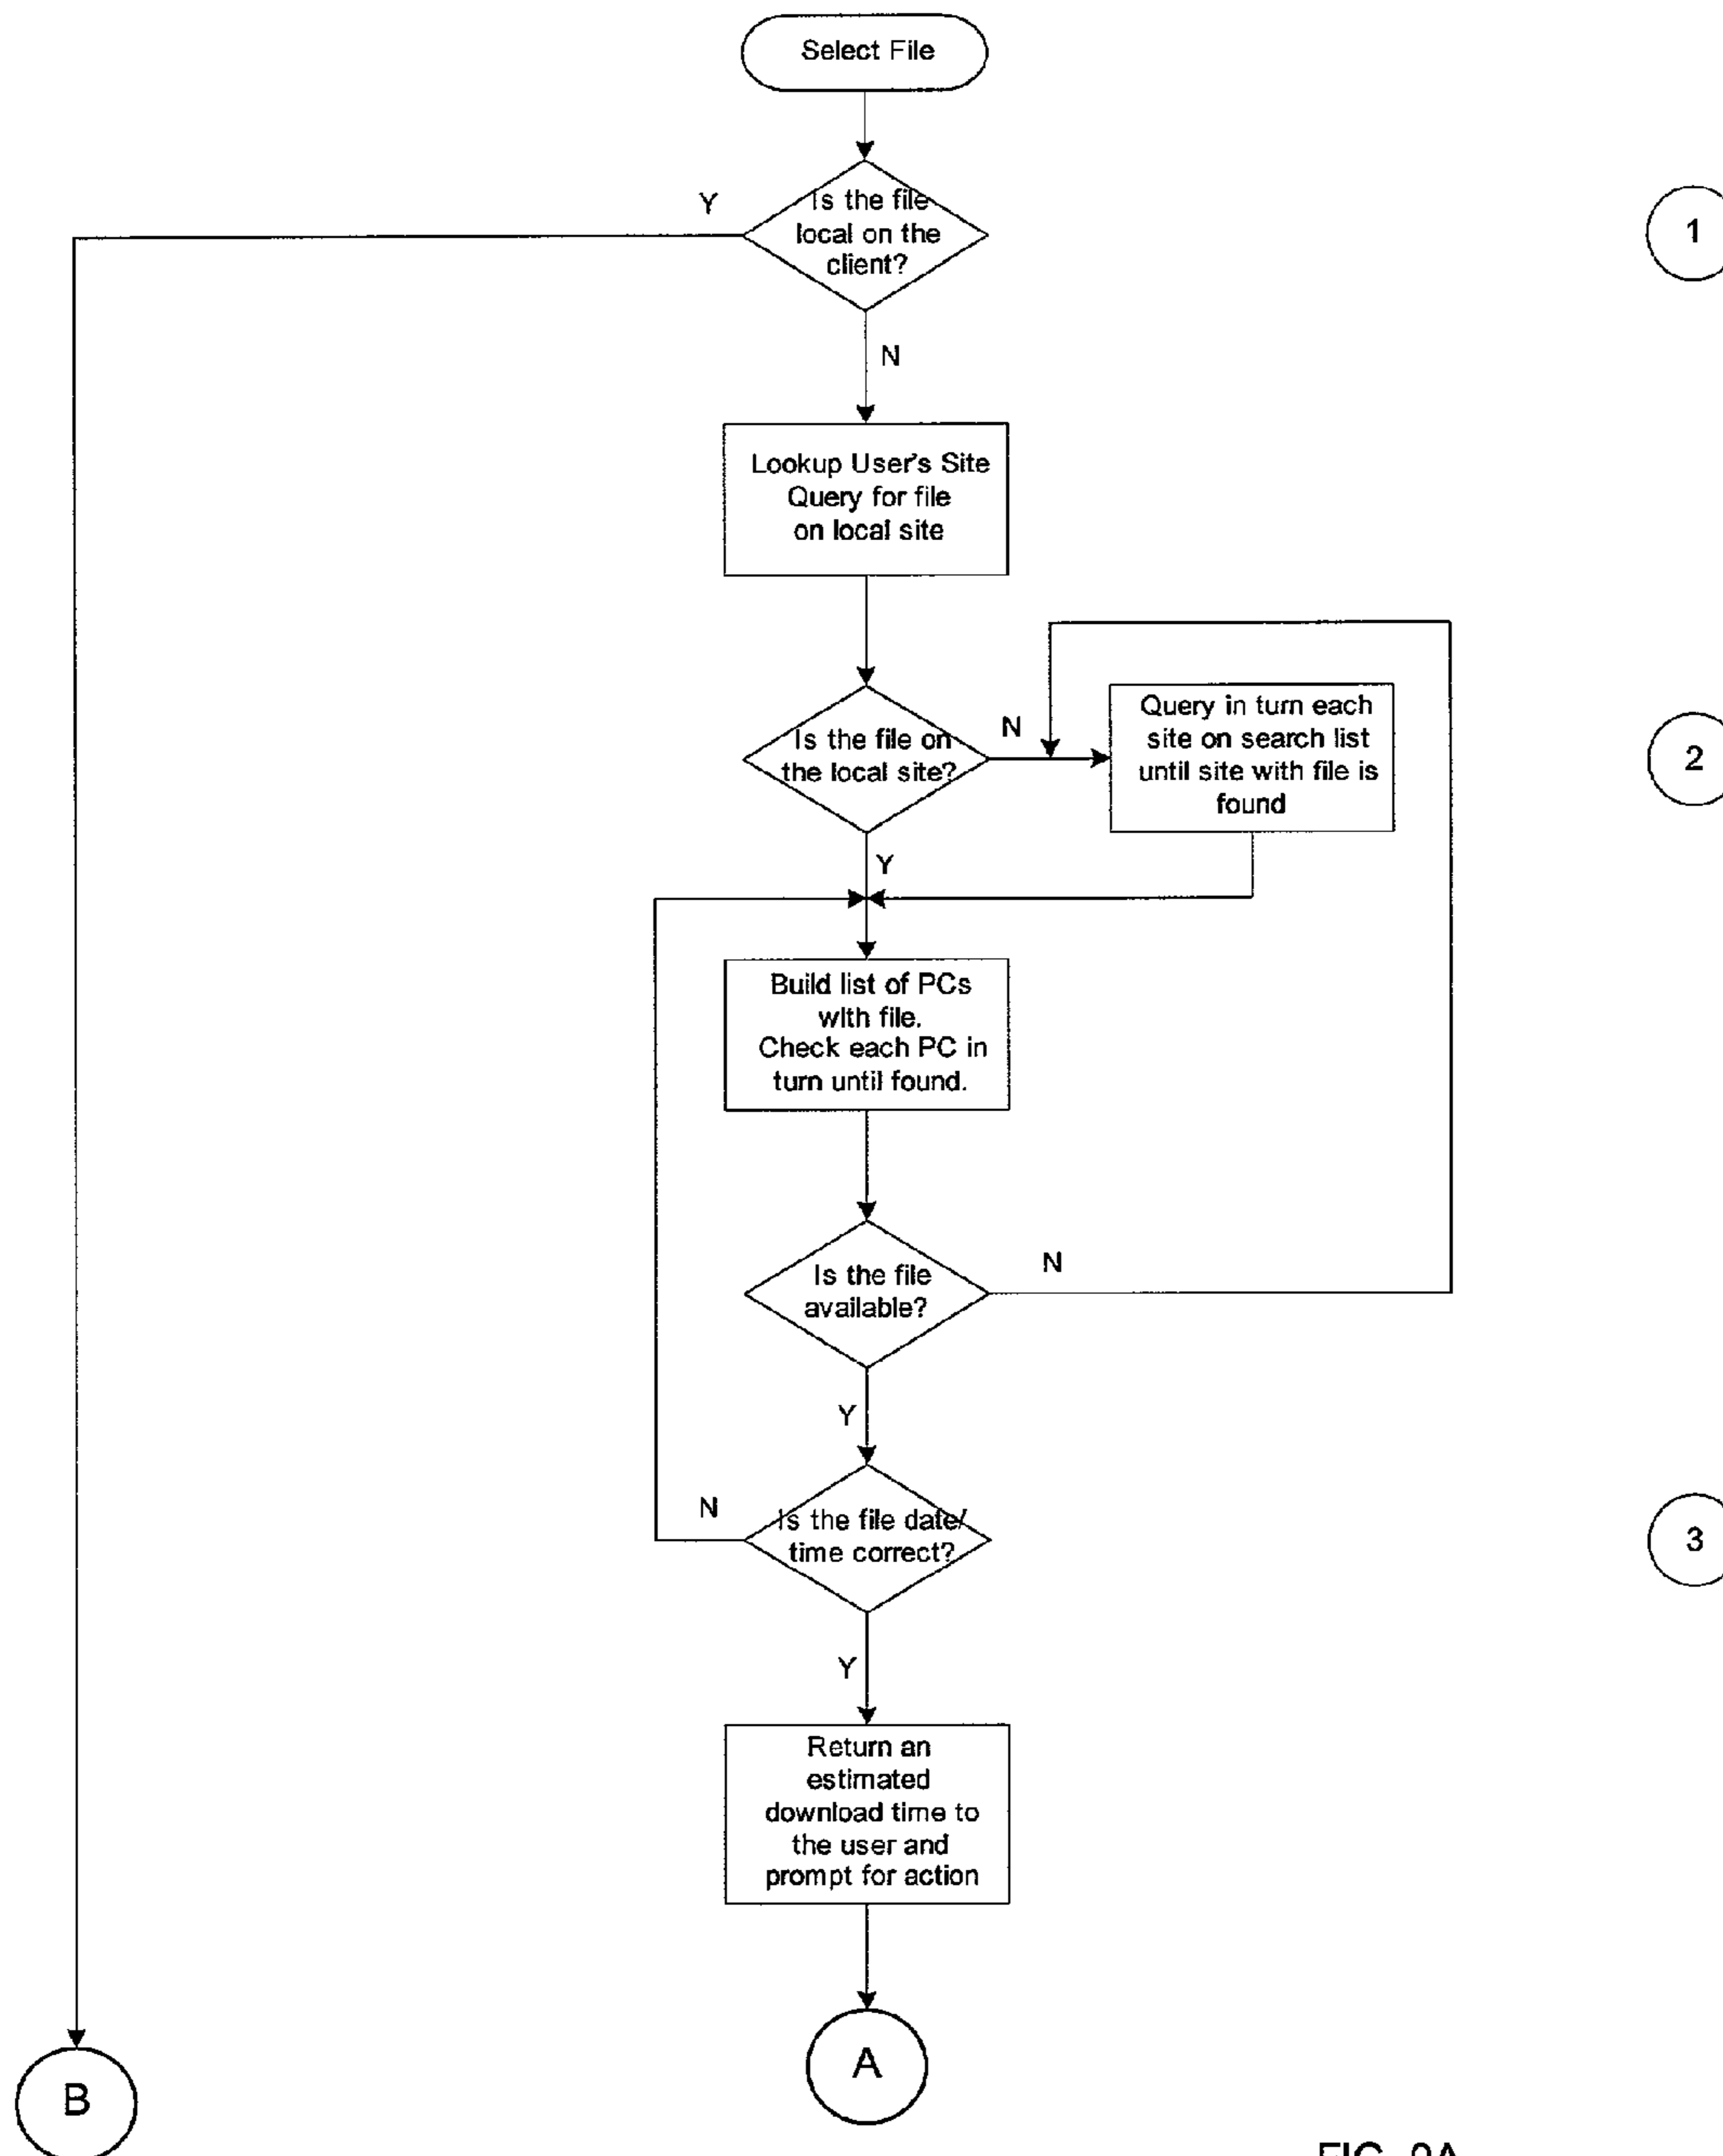 Select File
Y
Is the file
local on the
client?
1
N
Lookup User's Site
Query for file
on local site
Is the file on
the local site?
N
Query in turn each
site on search list
until site with file is
found
2
Y
Build list of PCs
with file.
Check each PC in
turn until found.
Is the file
available?
N
Y
N
Is the file date/
time correct?
3
Y
Return an
estimated
download time to
the user and
prompt for action
A
B